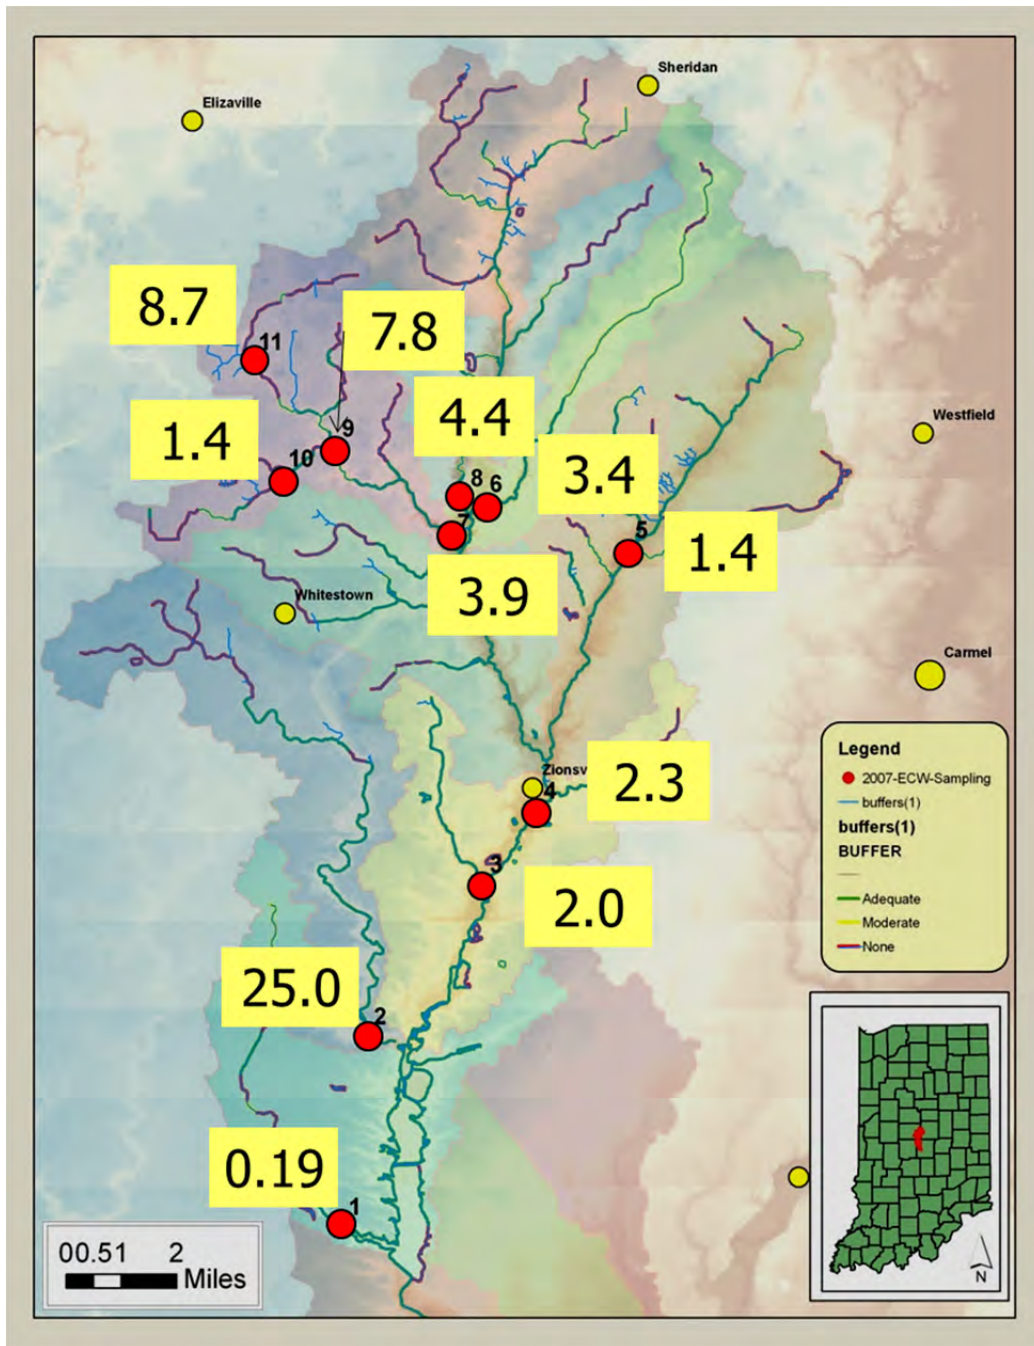 Sheridan
Elizaville
8.7
7.8
11
4.4
Westfield
1.4
9
10
3.4
8
6
7
5
1.4
3.9
Whitestown
Carmel
Legend
2007-ECW-Sampling
buffers(1)
buffers(1)
BUFFER
Adequate
Moderate
None
Zionsv
2.3
4
3
2.0
25.0
2
0.19
1
00.51 2
Miles
N